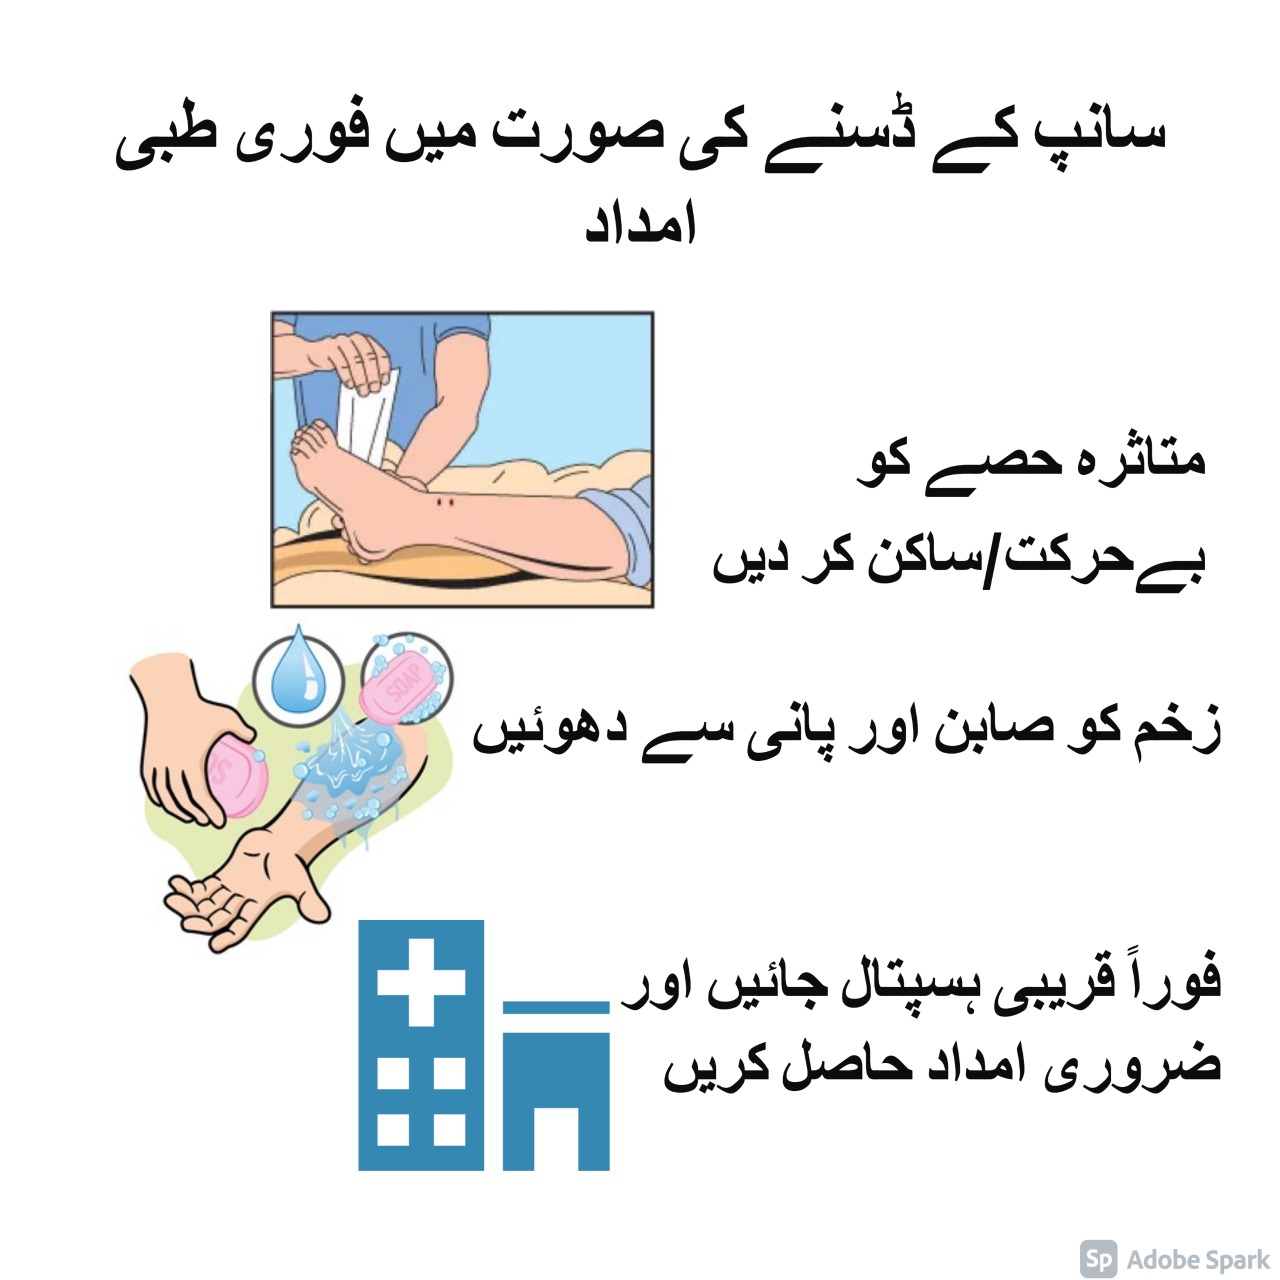 سانپ کے ڈسنے کی صورت میں فوری طبی
امداد
متاثرہ حصے کو
بےحرکت/ساکن کر دیں
SOAP
زخم کو صابن اور پانی سے دھوئیں
S
فوراً قریبی ہسپتال جائیں اور
ضروری امداد حاصل کریں
Sp Adobe Spark